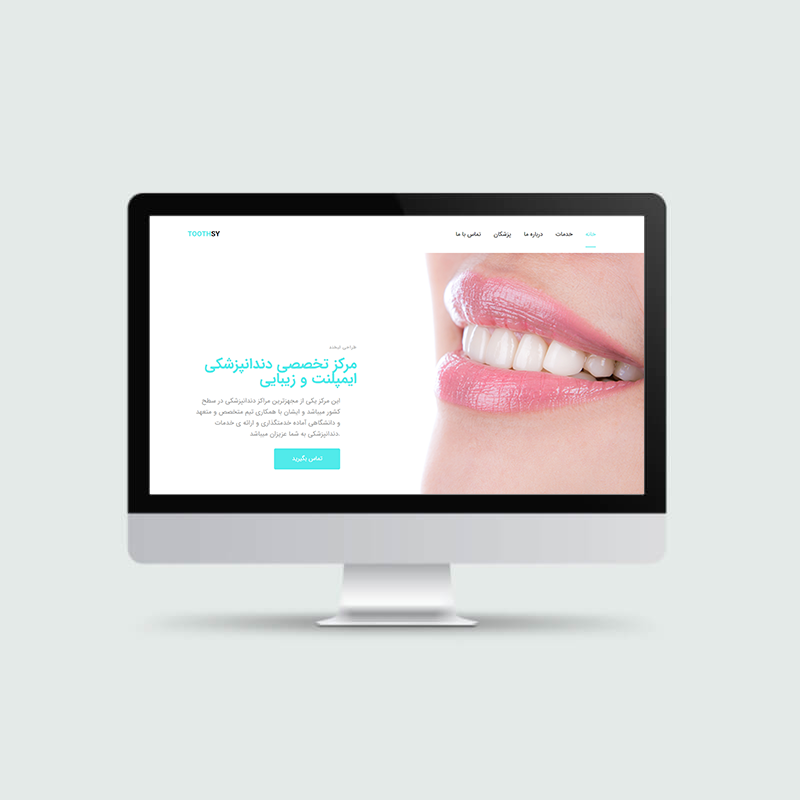 TOOTHSY
خانه
خدمات
درباره ما
پزشکان
تماس با ما
طراحی لبخند
مرکز تخصصی دندانپزشکی
ایمپلنت و زیبایی
این مرکز یکی از مجهزترین مراکز دندانپزشکی در سطح
کشور میباشد و ایشان با همکاری تیم متخصص و متعهد
و دانشگاهی آماده خدمتگذاری و ارائه ی خدمات
دندانپزشکی به شما عزیزان میباشد.
تماس بگیرید